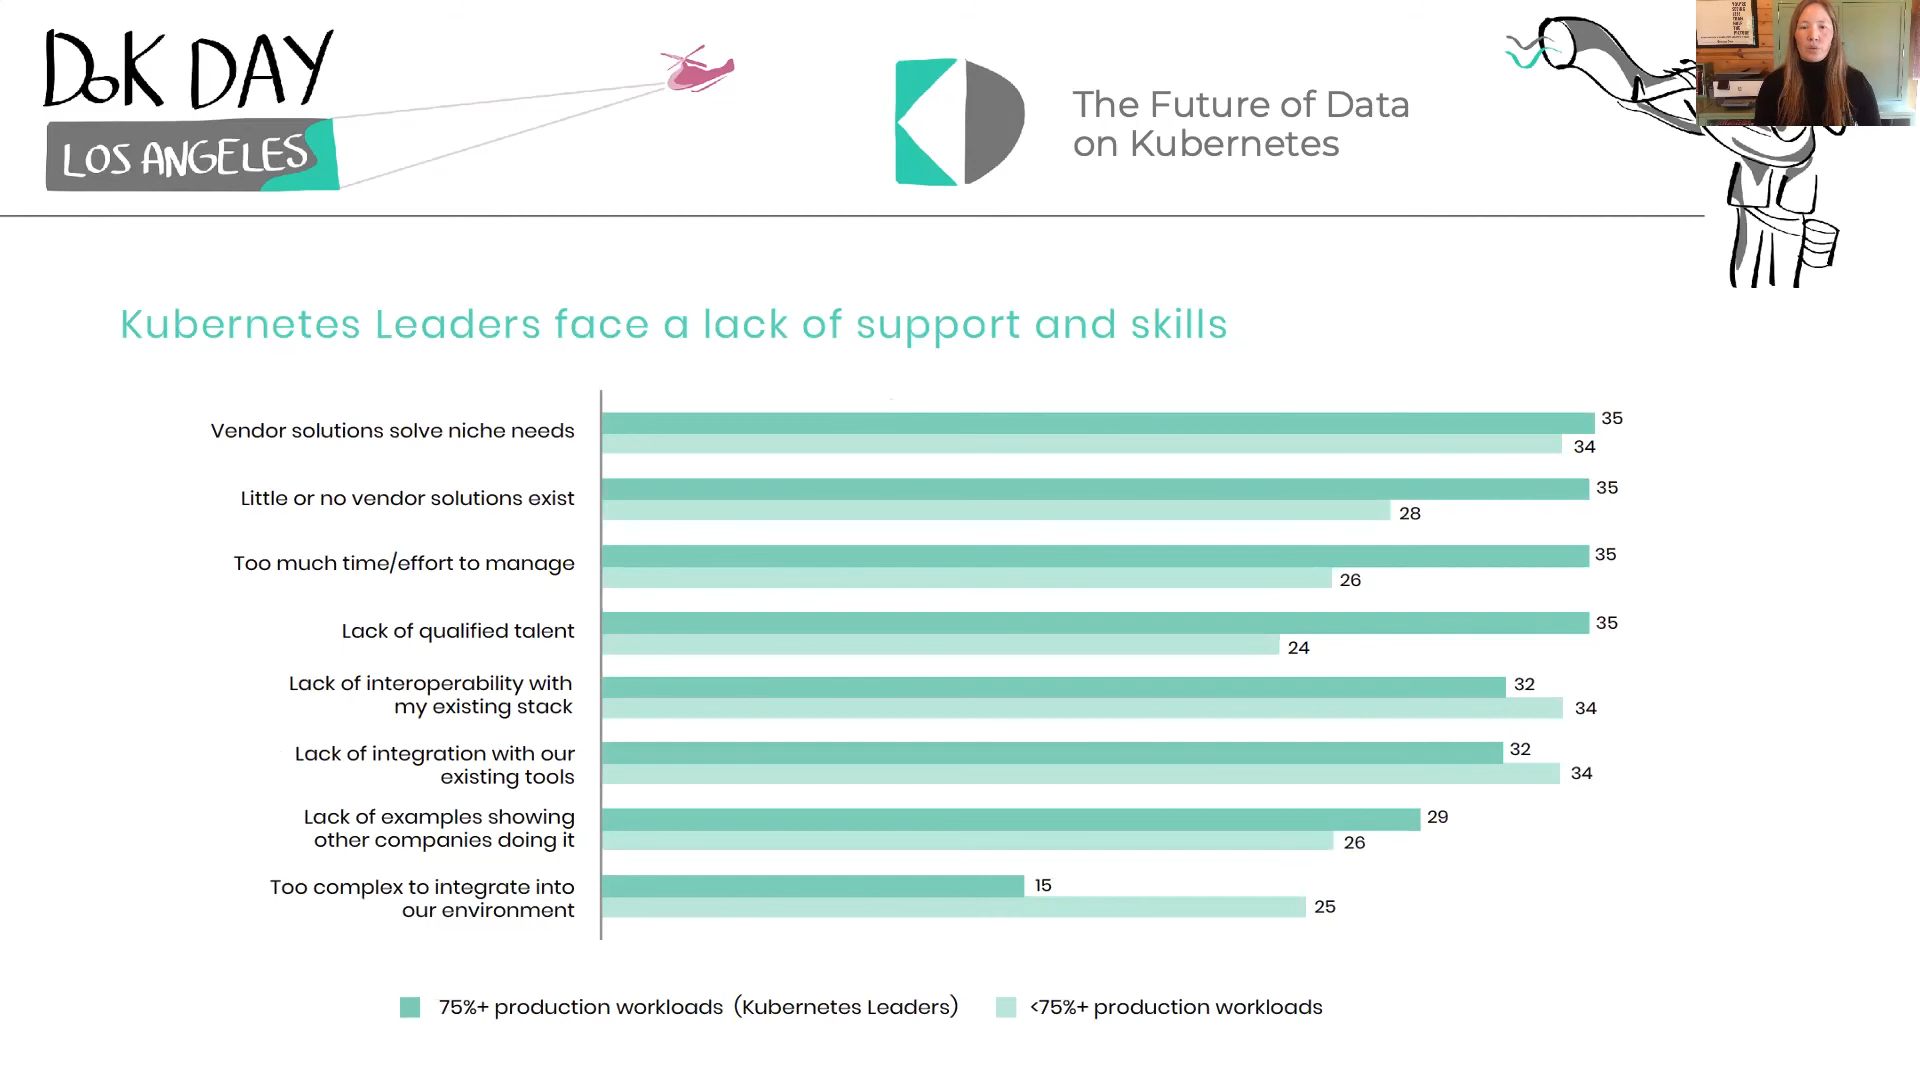 DoK DAY
LOS ANGELES
The Future of Data
on Kubernetes
YOU'RE
Kubernetes Leaders face a lack of support and skills
Vendor solutions solve niche needs
35
34
Little or no vendor solutions exist
35
28
Too much time/effort to manage
35
26
Lack of qualified talent
35
24
Lack of interoperability with
my existing stack
32
34
Lack of integration with our
existing tools
32
34
Lack of examples showing
other companies doing it
29
26
Too complex to integrate into
our environment
15
25
75%+ production workloads (Kubernetes Leaders)
<75%+ production workloads